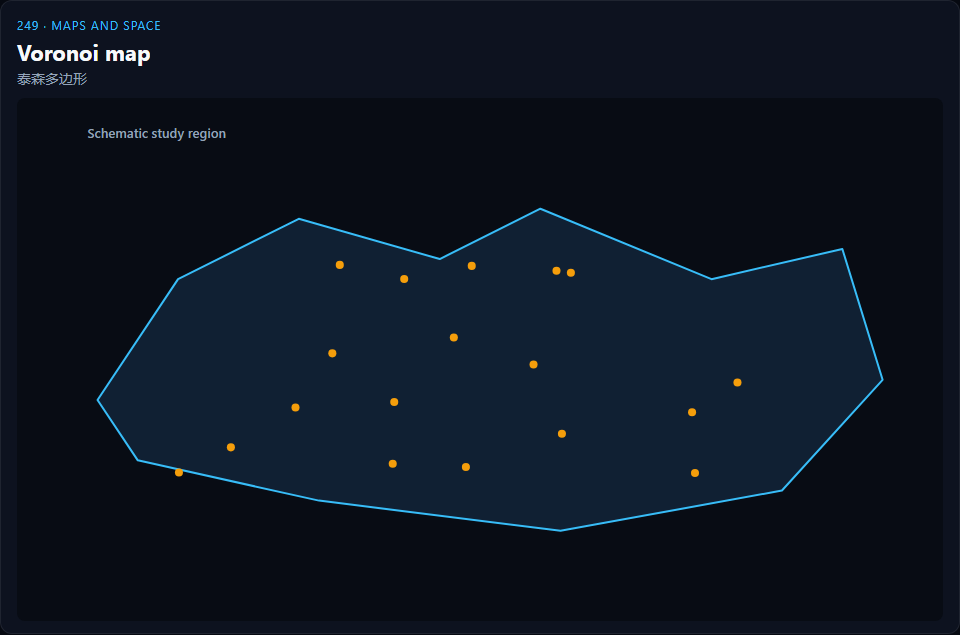 249 · MAPS AND SPACE
Voronoi map
泰森多边形
Schematic study region